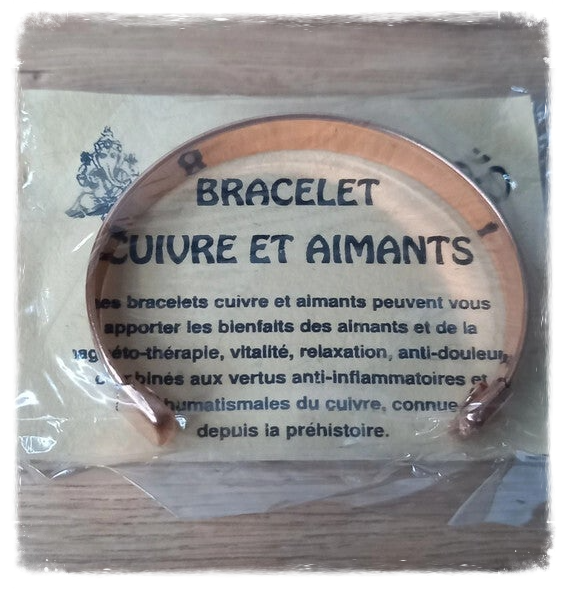 BRACELET
CUIVRE ET AIMANTS
bracelets cuivre et aimants peuvent vous
apporter les bienfaits des aimants et de la
vitalité, relaxation, anti-douleur,
aux vertus anti-inflammatoires et
du cuivre,
depuis la préhistoire.